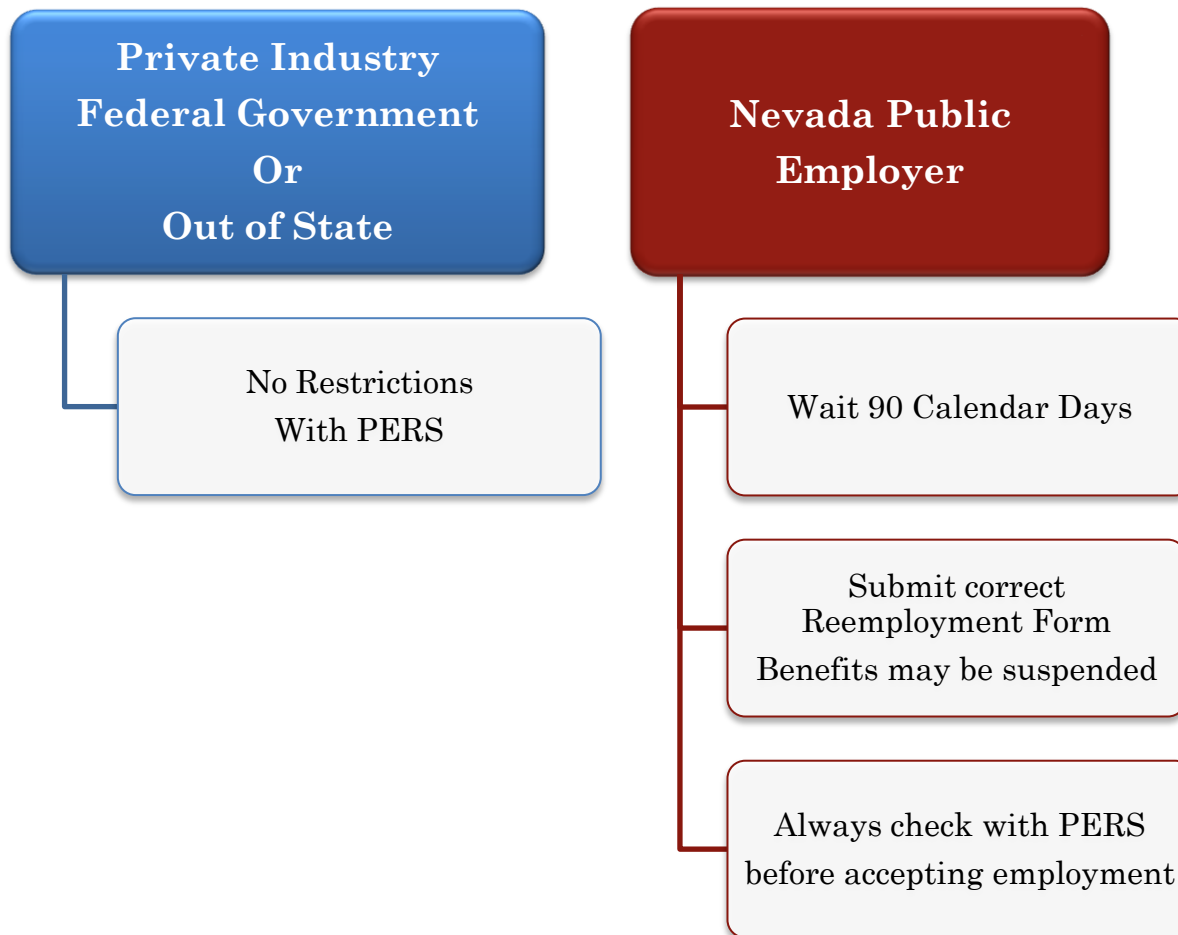 Private Industry
Federal Government
Or
Out of State
No Restrictions
With PERS
Nevada Public
Employer
Wait 90 Calendar Days
Submit correct
Reemployment Form
Benefits may be suspended
Always check with PERS
before accepting employment